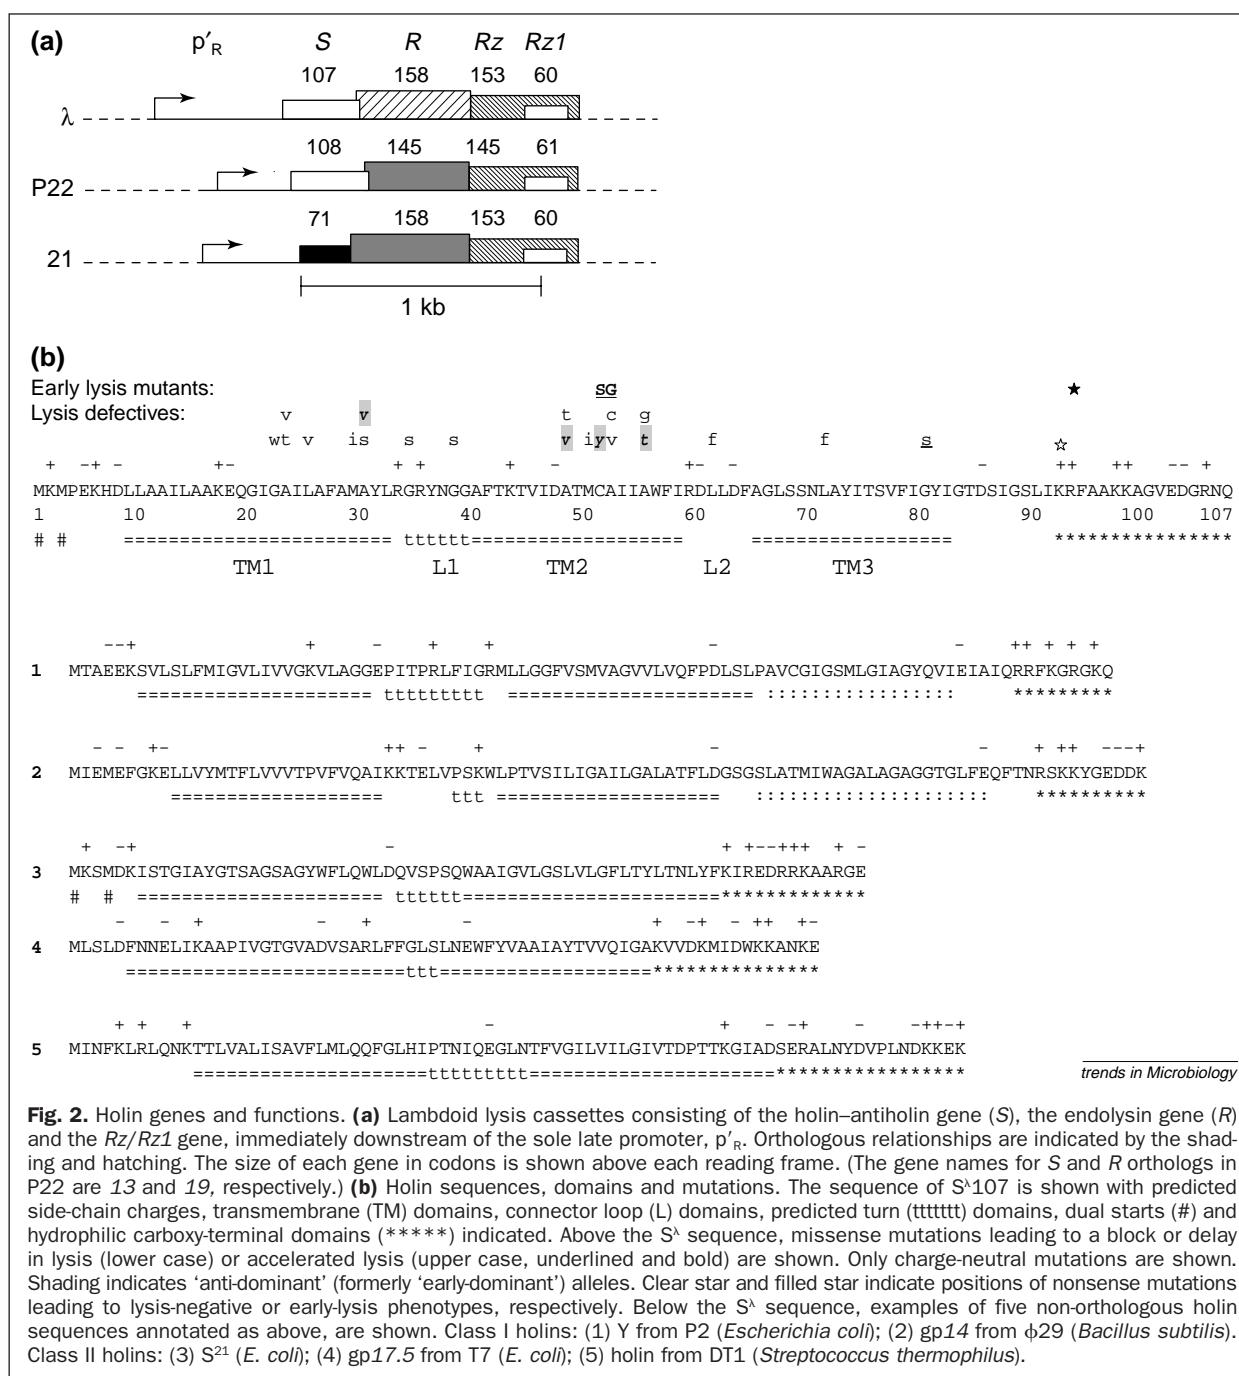 (a)
p′R S R Rz Rz1
107 158 153 60
λ
108 145 145 61
P22
71 158 153 60
21
1 kb
(b)
Early lysis mutants: SG ★
Lysis defectives: v v t c g
wt v is s s v iyv t f f s ☆
+ +-+ - +- + + + - +- - - ++ ++ -- +
MKMPEKHDLLAAILAAKEQGIGAILAFAMAYLRGRYNGGAFTKTVIDATMCAIIAWFIRDLLDFAGLSSNLAYITSVFIGYIGTDSIGSLIKRFAAKKAGVEDGRNQ
1 10 20 30 40 50 60 70 80 90 100 107
# # ======================== tttttt=================== ================== ****************
TM1 L1 TM2 L2 TM3
--+ + - + + - - ++ + + +
1 MTAEEKSVLSLFMIGVLIVVGKVLAGGEPITPRLFIGRMLLGGFVSMVAGVVLVQFPDLSLPAVCGIGSMLGIAGYQVIEIAIQRRFKGRGKQ
===================== ttttttttt ====================== ::::::::::::::::: *********
- - +- ++ - + - - + ++ ----+
2 MIEMEFGKELLVYMTFLVVVTPVFVQAIKKTELVPSKWLPTVSILIGAILGALATFLDGSGSLATMIWAGALAGAGGTGLFEQFTNRSKKYGEDDK
=================== ttt ==================== ::::::::::::::::::::: **********
+ -+ - + +--+++ + -
3 MKSMDKISTGIAYGTSAGSAGYWFLQWLDQVSPSQWAAIGVLGSLVLGFLTYLTNLYFKIREDRRKAARGE
# # ====================== tttttt======================= *************
- - + - + - + -+ - ++ +-
4 MLSLDFNNELIKAAPIVGTGVADVSARLFFGLSLNEWFYVAAIAYTVVQIGAKVVDKMIDWKKANKE
=========================ttt===================***************
+ + + - + - -+ - -++-+
5 MINFKLRLQNKTTLVALISAVFLMLQQFGLHIPTNIQEGLNTFVGILVILGIVTDPTTKGIADSERALNYDVPLNDKKEK
=====================ttttttttt======================*****************
trends in Microbiology
Fig. 2. Holin genes and functions. (a) Lambdoid lysis cassettes consisting of the holin–antiholin gene (S), the endolysin gene (R)
and the Rz/Rz1 gene, immediately downstream of the sole late promoter, p′R. Orthologous relationships are indicated by the shad-
ing and hatching. The size of each gene in codons is shown above each reading frame. (The gene names for S and R orthologs in
P22 are 13 and 19, respectively.) (b) Holin sequences, domains and mutations. The sequence of Sλ107 is shown with predicted
side-chain charges, transmembrane (TM) domains, connector loop (L) domains, predicted turn (ttttttt) domains, dual starts (#) and
hydrophilic carboxy-terminal domains (*****) indicated. Above the Sλ sequence, missense mutations leading to a block or delay
in lysis (lower case) or accelerated lysis (upper case, underlined and bold) are shown. Only charge-neutral mutations are shown.
Shading indicates ‘anti-dominant’ (formerly ‘early-dominant’) alleles. Clear star and filled star indicate positions of nonsense mutations
leading to lysis-negative or early-lysis phenotypes, respectively. Below the Sλ sequence, examples of five non-orthologous holin
sequences annotated as above, are shown. Class I holins: (1) Y from P2 (Escherichia coli); (2) gp14 from ϕ29 (Bacillus subtilis).
Class II holins: (3) S21 (E. coli); (4) gp17.5 from T7 (E. coli); (5) holin from DT1 (Streptococcus thermophilus).